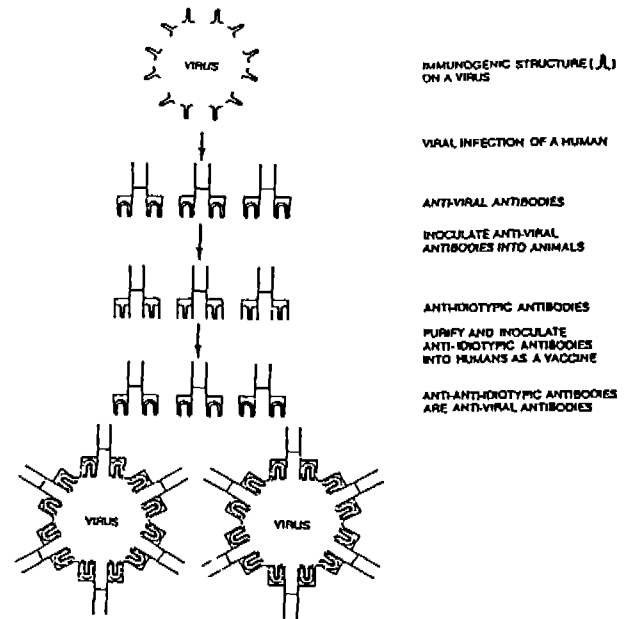 VIRUS
IMMUNOGENIC STRUCTURE ( )
ON A VIRUS
VIRAL INFECTION OF A HUMAN
ANTI-VIRAL ANTIBODIES
INOCULATE ANTI-VIRAL
ANTIBODIES INTO ANIMALS
ANTI-IDIOTYPIC ANTIBODIES
PURIFY AND INOCULATE
ANTI-IDIOTYPIC ANTIBODIES
INTO HUMANS AS A VACCINE
ANTI-ANTI-IDIOTYPIC ANTIBODIES
ARE ANTI-VIRAL ANTIBODIES
VIRUS
VIRUS